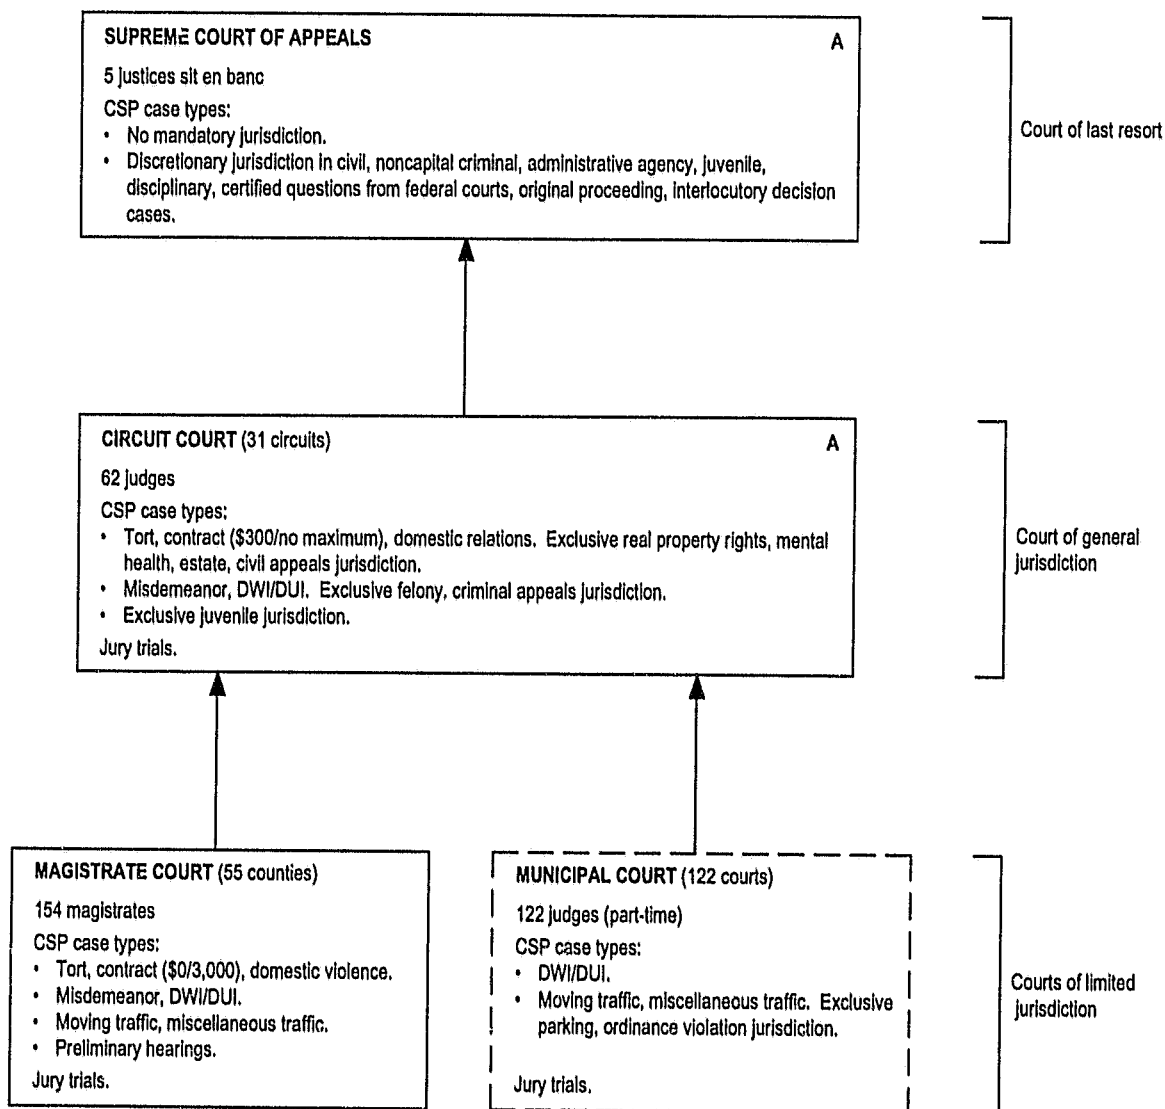 SUPREME COURT OF APPEALS A
5 justices sit en banc
CSP case types:
• No mandatory jurisdiction.
• Discretionary jurisdiction in civil, noncapital criminal, administrative agency, juvenile,
disciplinary, certified questions from federal courts, original proceeding, interlocutory decision
cases.
Court of last resort
CIRCUIT COURT (31 circuits) A
62 judges
CSP case types:
• Tort, contract ($300/no maximum), domestic relations. Exclusive real property rights, mental
health, estate, civil appeals jurisdiction.
• Misdemeanor, DWI/DUI. Exclusive felony, criminal appeals jurisdiction.
• Exclusive juvenile jurisdiction.
Jury trials.
Court of general
jurisdiction
MAGISTRATE COURT (55 counties)
154 magistrates
CSP case types:
• Tort, contract ($0/3,000), domestic violence.
• Misdemeanor, DWI/DUI.
• Moving traffic, miscellaneous traffic.
• Preliminary hearings.
Jury trials.
MUNICIPAL COURT (122 courts)
122 judges (part-time)
CSP case types:
• DWI/DUI.
• Moving traffic, miscellaneous traffic. Exclusive
parking, ordinance violation jurisdiction.
Jury trials.
Courts of limited
jurisdiction